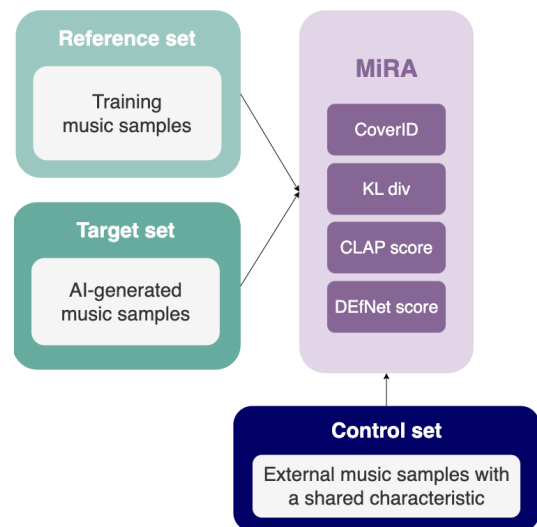 Reference set
Training
music samples
Target set
AI-generated
music samples
MiRA
CoverID
KL div
CLAP score
DEfNet score
Control set
External music samples with
a shared characteristic